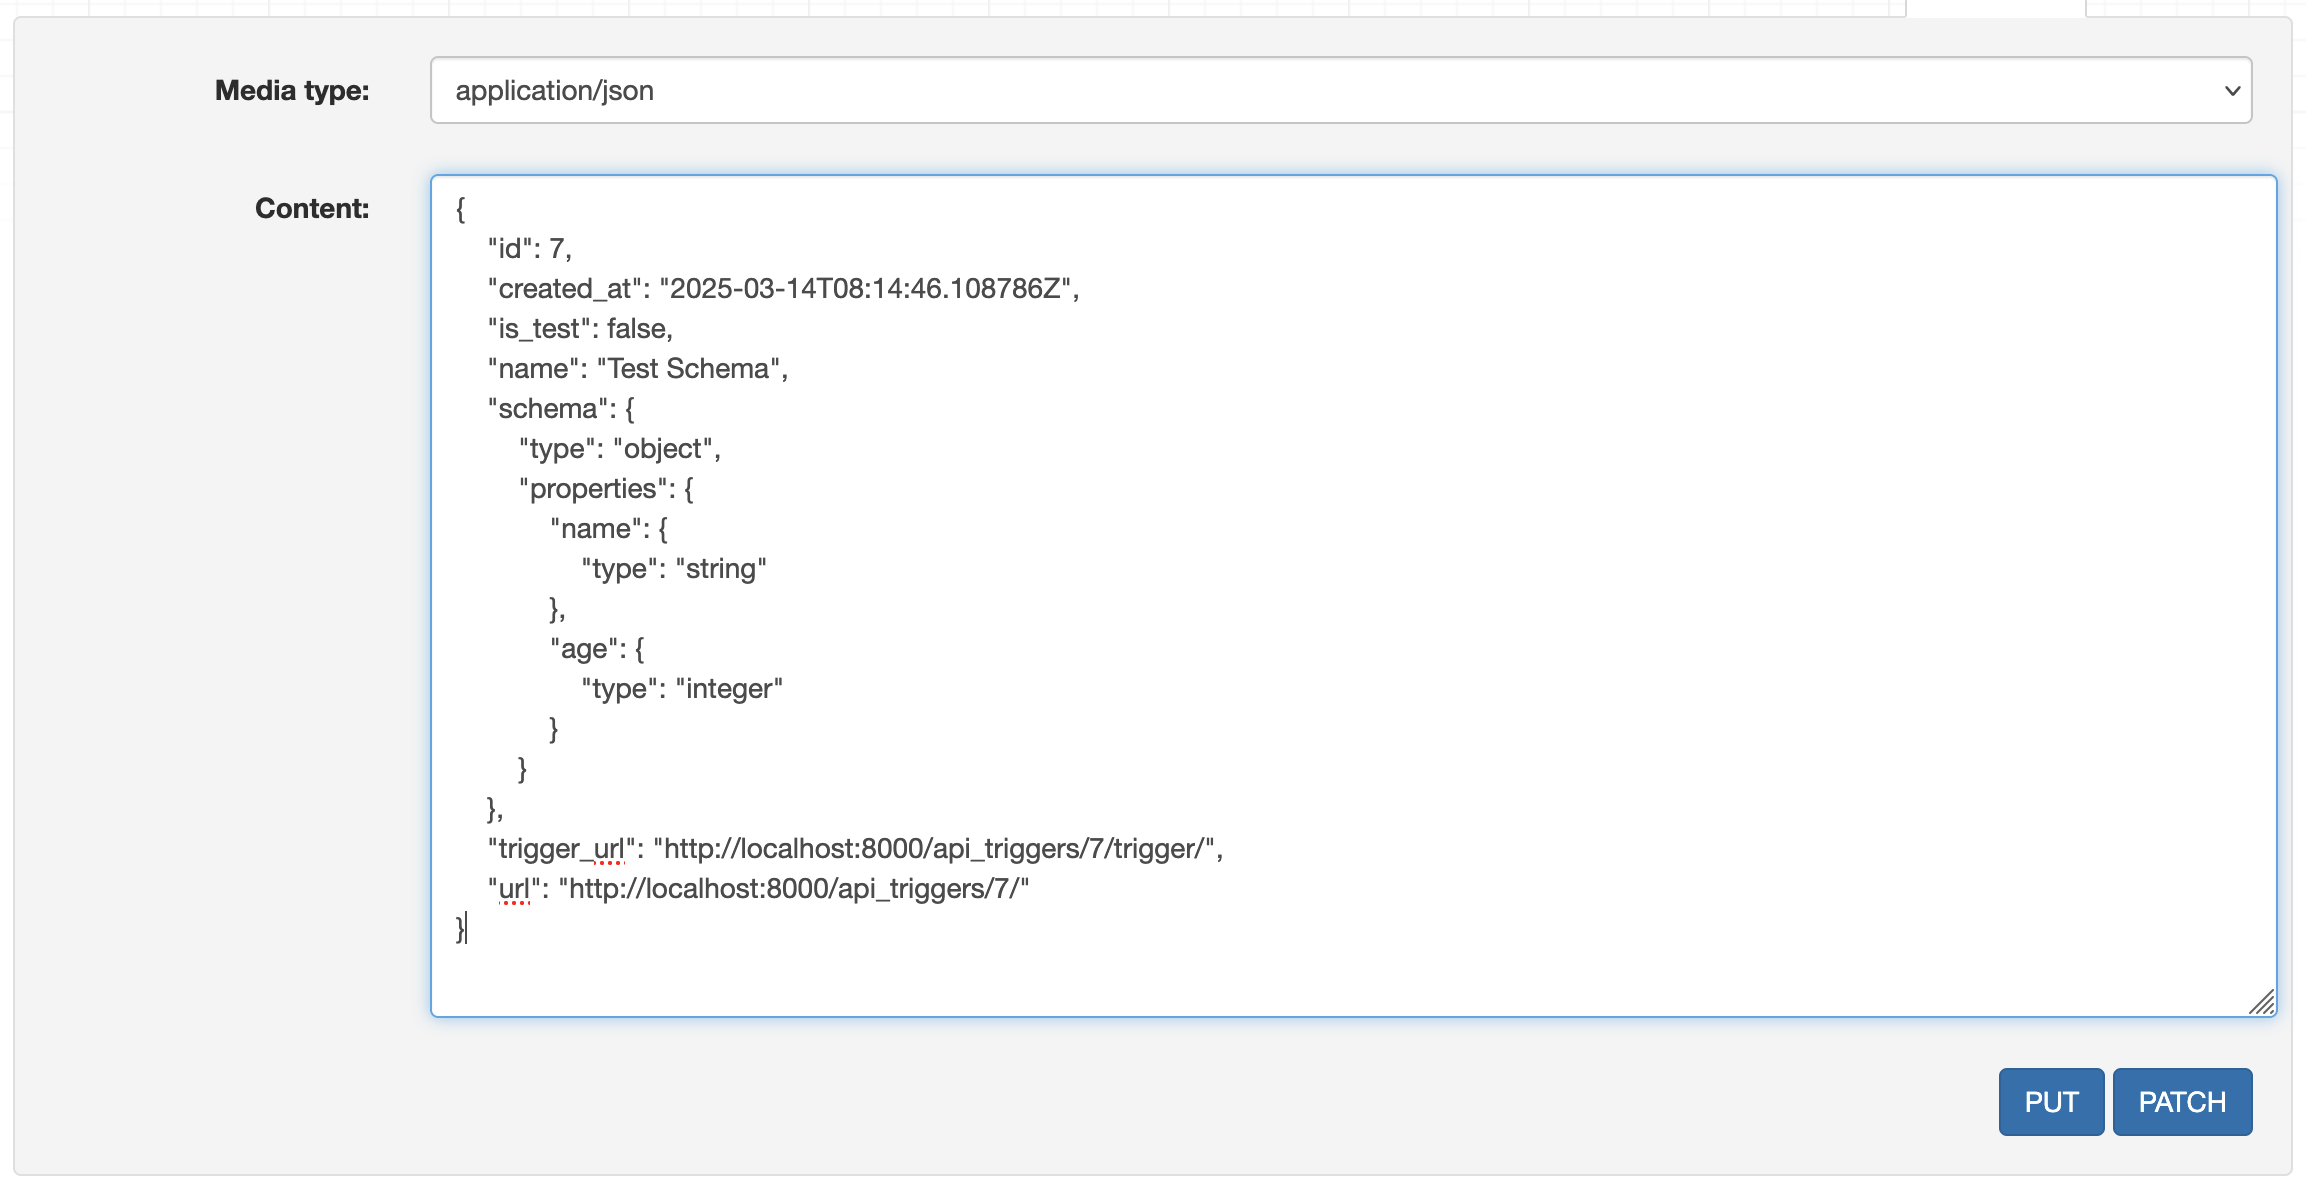 Media type:
application/json
Content:
{
    "id": 7,
    "created_at": "2025-03-14T08:14:46.108786Z",
    "is_test": false,
    "name": "Test Schema",
    "schema": {
        "type": "object",
        "properties": {
            "name": {
                "type": "string"
            },
            "age": {
                "type": "integer"
            }
        }
    },
    "trigger_url": "http://localhost:8000/api_triggers/7/trigger/",
    "url": "http://localhost:8000/api_triggers/7/"
}
PUT PATCH